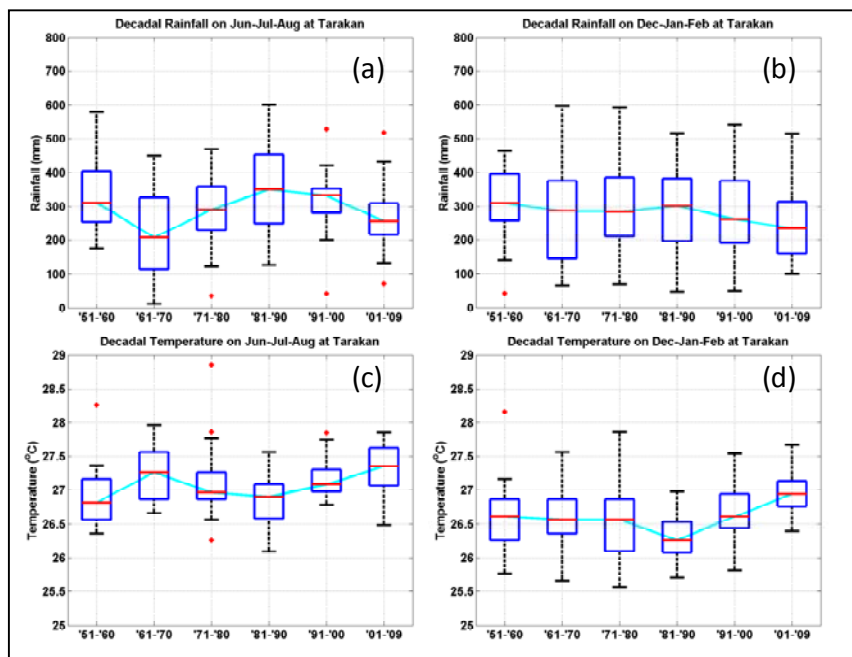 Decadal Rainfall on Jun-Jul-Aug at Tarakan
(a)
Rainfall (mm)
800
700
600
500
400
300
200
100
0
'51-'60 '61-'70 '71-'80 '81-'90 '91-'00 '01-'09
Decadal Rainfall on Dec-Jan-Feb at Tarakan
(b)
Rainfall (mm)
800
700
600
500
400
300
200
100
0
'51-'60 '61-'70 '71-'80 '81-'90 '91-'00 '01-'09
Decadal Temperature on Jun-Jul-Aug at Tarakan
(c)
Temperature (°C)
29
28.5
28
27.5
27
26.5
26
25.5
25
'51-'60 '61-'70 '71-'80 '81-'90 '91-'00 '01-'09
Decadal Temperature on Dec-Jan-Feb at Tarakan
(d)
Temperature (°C)
29
28.5
28
27.5
27
26.5
26
25.5
25
'51-'60 '61-'70 '71-'80 '81-'90 '91-'00 '01-'09